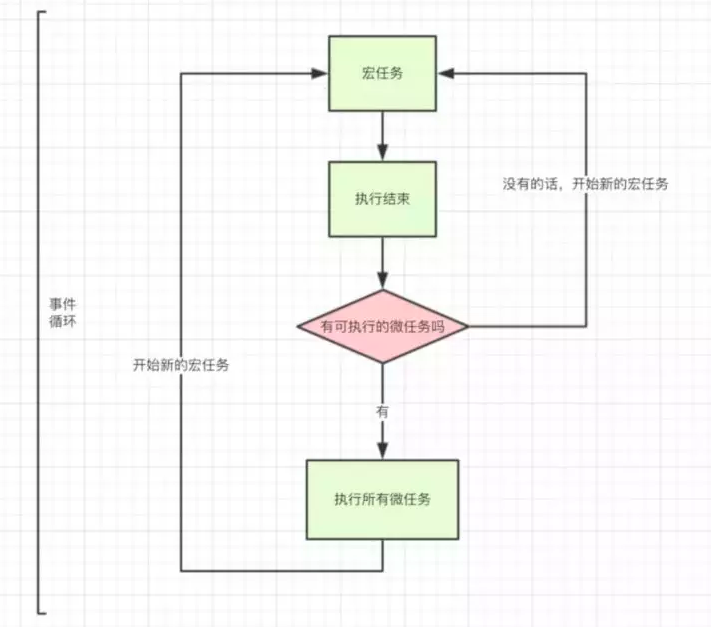 宏任务
执行结束
没有的话，开始新的宏任务
事件
循环
有可执行的微任务吗
开始新的宏任务
有
执行所有微任务